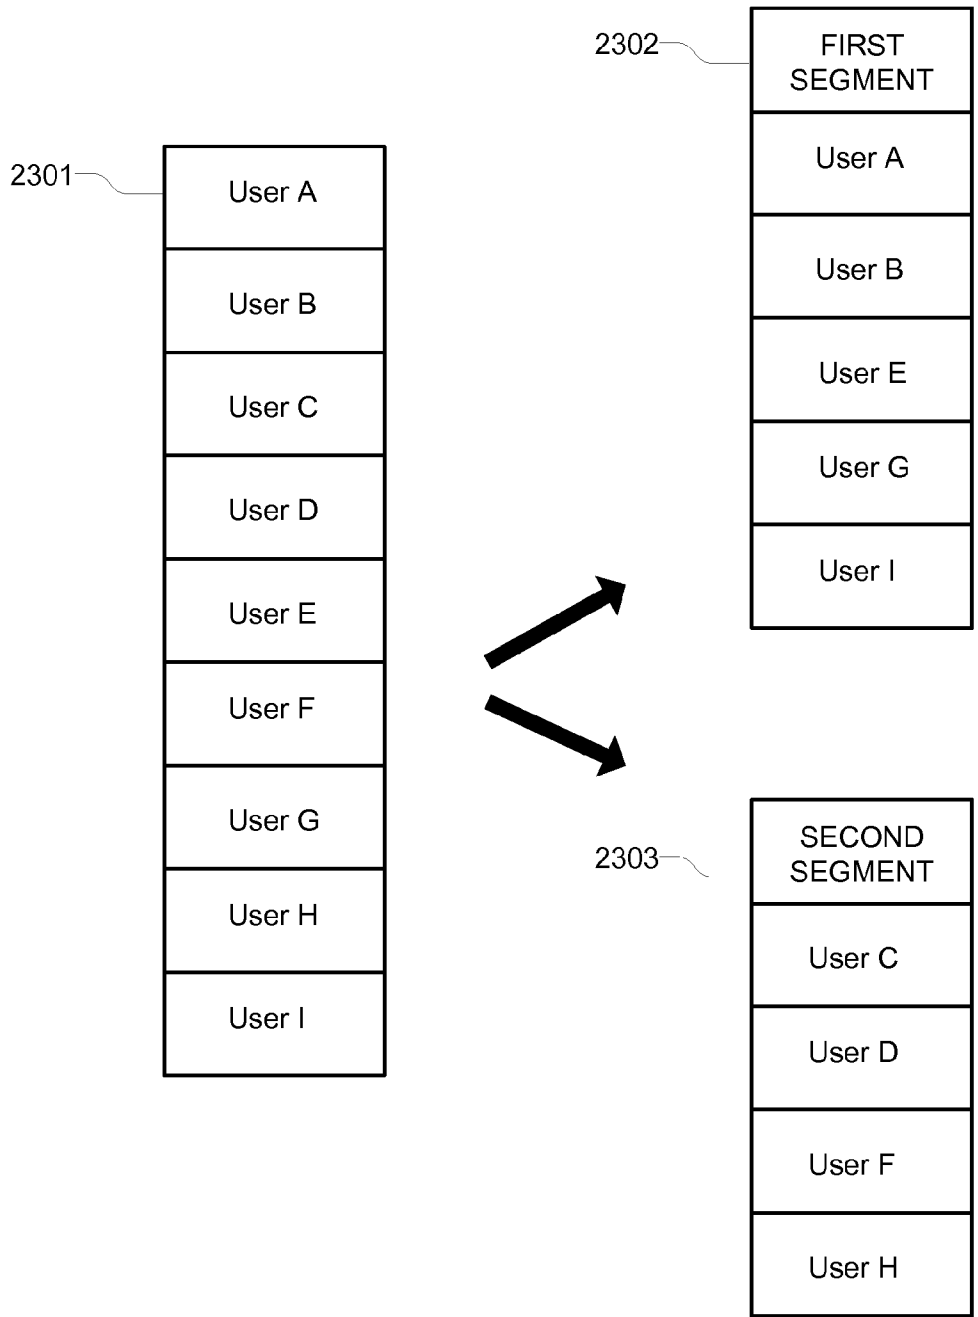 2301
User A
User B
User C
User D
User E
User F
User G
User H
User I
2302
FIRST
SEGMENT
User A
User B
User E
User G
User I
2303
SECOND
SEGMENT
User C
User D
User F
User H